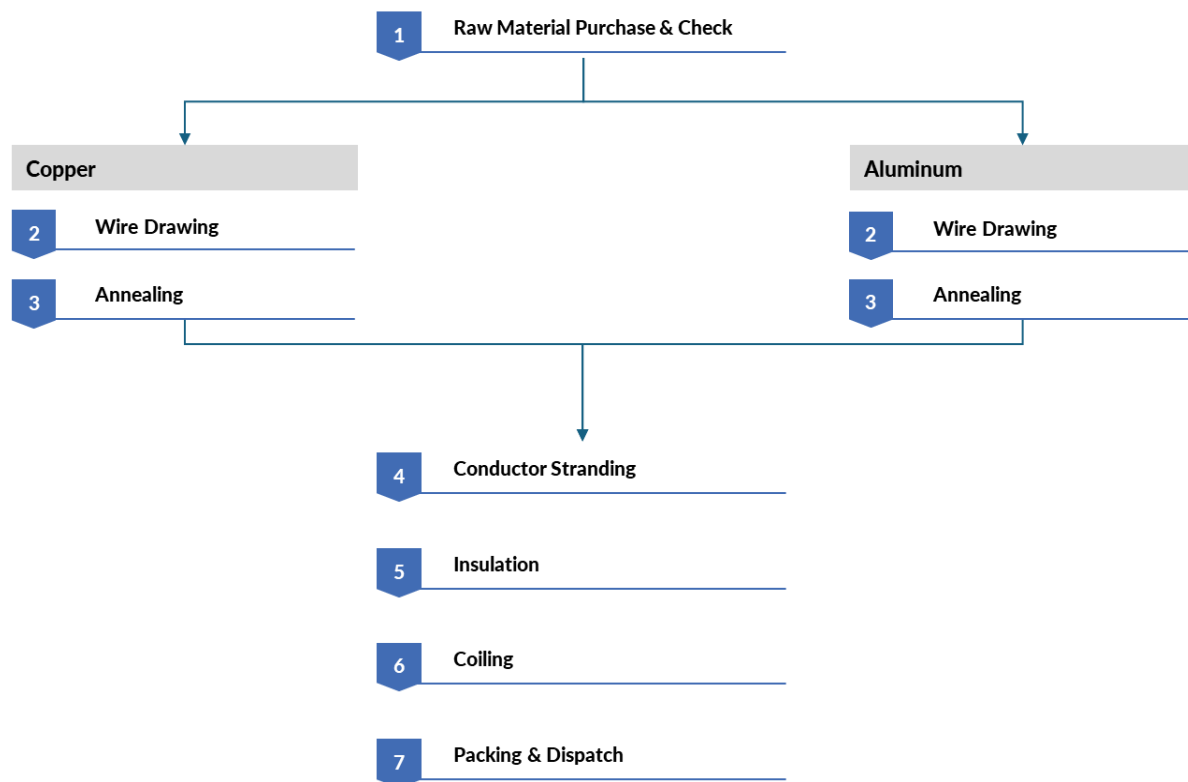 1 Raw Material Purchase & Check
Copper
2 Wire Drawing
3 Annealing
Aluminum
2 Wire Drawing
3 Annealing
4 Conductor Stranding
5 Insulation
6 Coiling
7 Packing & Dispatch